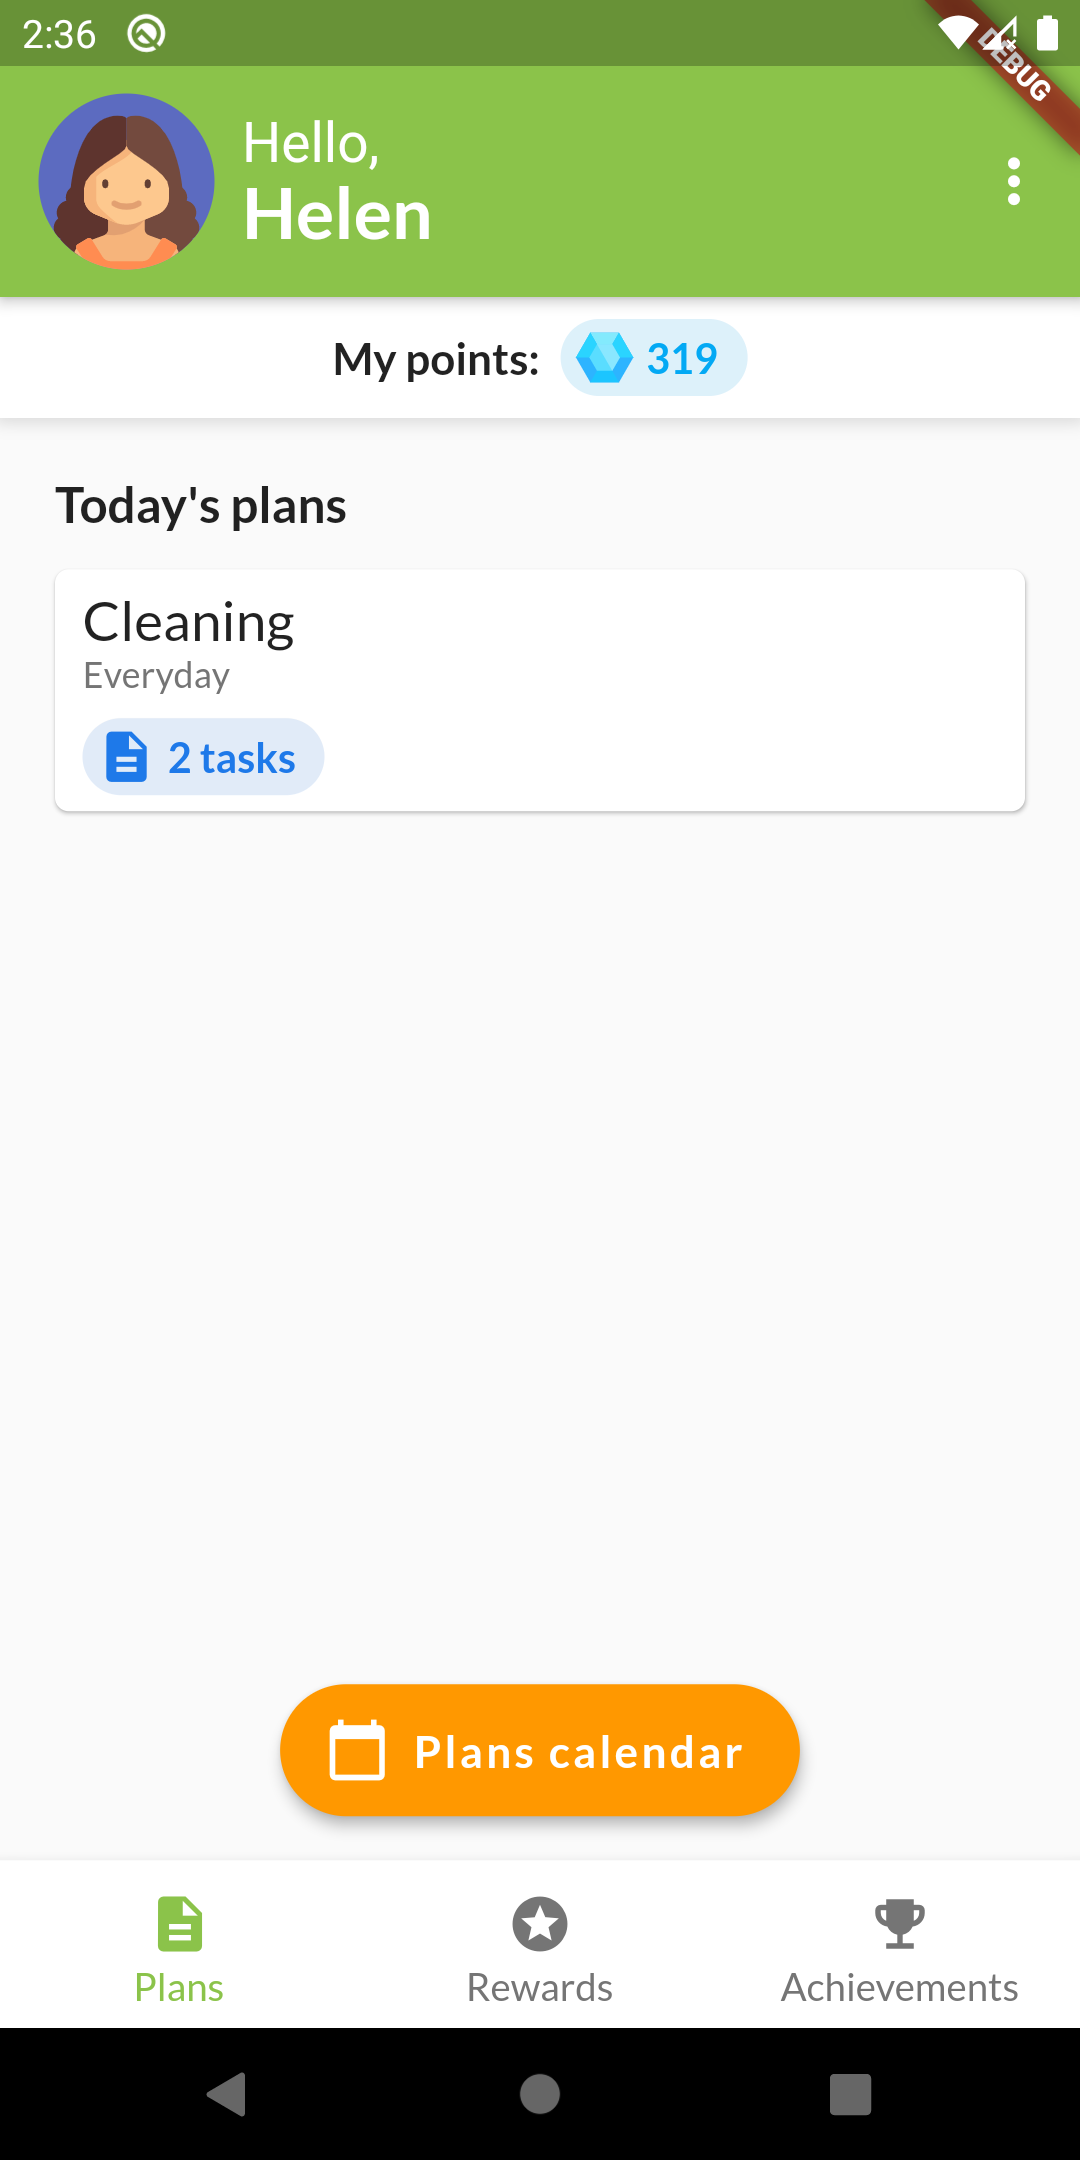 2:36
DEBUG
Hello,
Helen
My points: 319
Today's plans
Cleaning
Everyday
2 tasks
Plans calendar
Plans Rewards Achievements